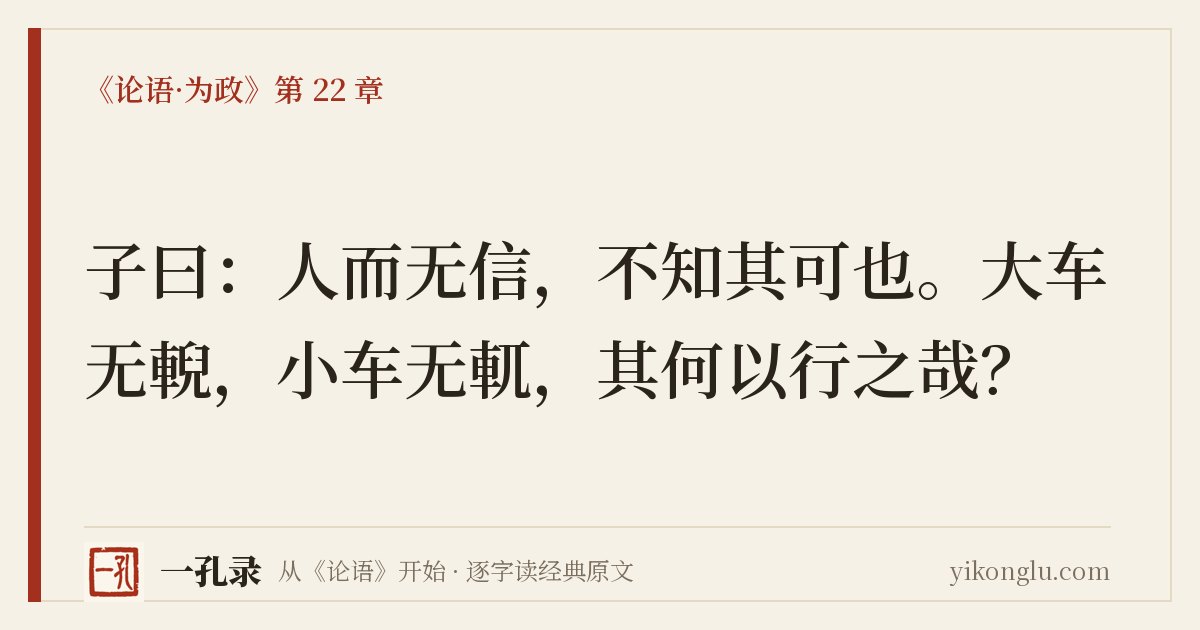 《论语·为政》第 22 章
子曰：人而无信，不知其可也。大车
无輗，小车无軏，其何以行之哉？
一孔
一孔录 从《论语》开始 · 逐字读经典原文 yikonglu.com